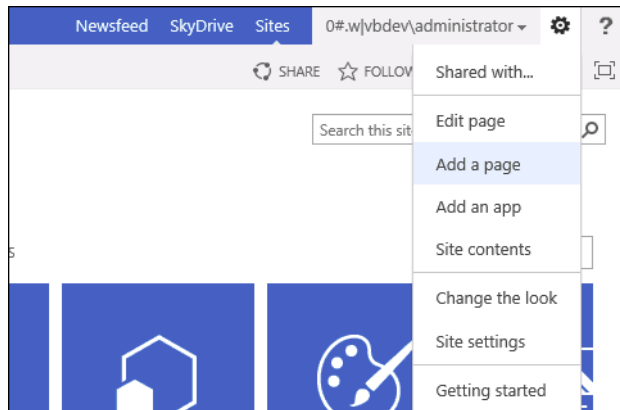 Newsfeed SkyDrive Sites 0#.w|vbdev\administrator ?
SHARE FOLLOW Shared with...
Search this sit Edit page
Add a page
Add an app
s Site contents
Change the look
Site settings
Getting started